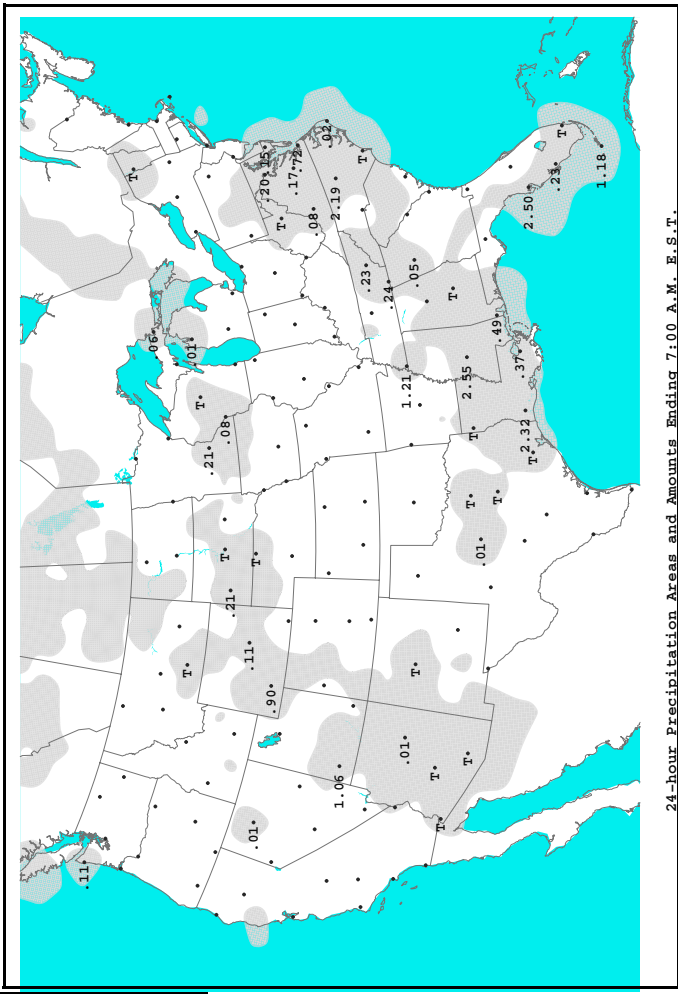 .11
T
.06
T
.01
T
.21
T
.08
.21
.11
.01
T
.20
.15
.90
T
.17
.72
.08
.02
2.19
1.06
T
.23
.24
.01
1.21
.05
T
T
T
T
2.55
T
T
T
.01
.49
T
.37
2.32
2.50
T
.23
T
1.18
24-hour Precipitation Areas and Amounts Ending 7:00 A.M. E.S.T.